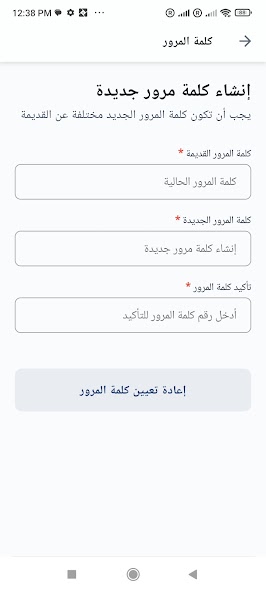 12:38 PM
كلمة المرور
إنشاء كلمة مرور جديدة
يجب أن تكون كلمة المرور الجديد مختلفة عن القديمة
كلمة المرور القديمة *
كلمة المرور الحالية
كلمة المرور الجديدة *
إنشاء كلمة مرور جديدة
تأكيد كلمة المرور *
أدخل رقم كلمة المرور للتأكيد
إعادة تعيين كلمة المرور